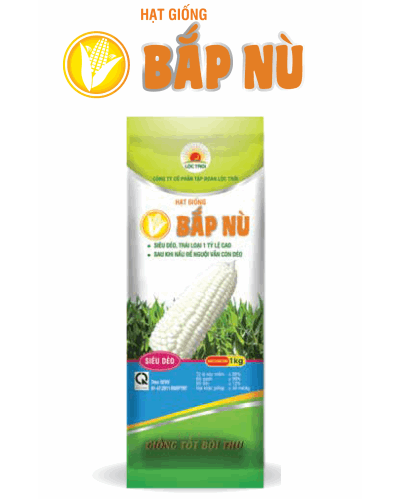 HẠT GIỐNG
BẮP NÙ
LỘC TRỜI
CÔNG TY CỔ PHẦN TẬP ĐOÀN LỘC TRỜI
HẠT GIỐNG
BẮP NÙ
SIÊU DẺO, TRÁI LOẠI 1 TỶ LỆ CAO
SAU KHI NẤU ĐỂ NGUỘI VẪN CÒN DẺO
SIÊU DẺO
1kg
Q
GIỐNG TỐT BỘI THU